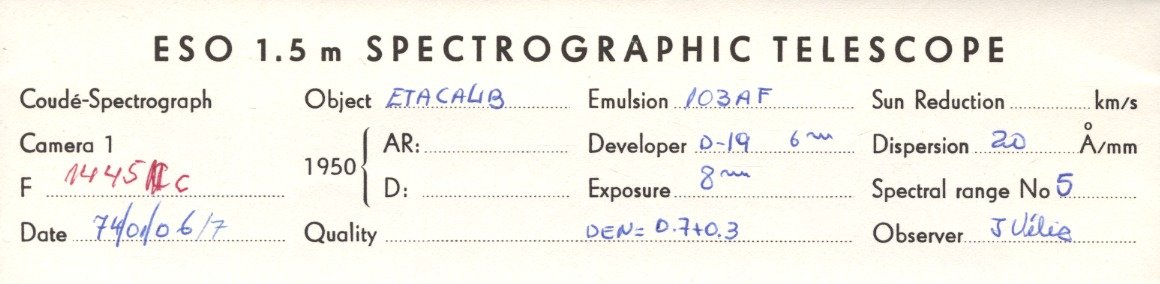 ESO 1.5 m SPECTROGRAPHIC TELESCOPE
Coudé-Spectrograph Object ETACALIB Emulsion 103AF Sun Reduction km/s
Camera 1 1950 AR: Developer D-19 6m Dispersion 20 Å/mm
F 1445 C D: Exposure 8m Spectral range No 5
Date 74/01/06/7 Quality DEN= 0.7+0.3 Observer J Véliz